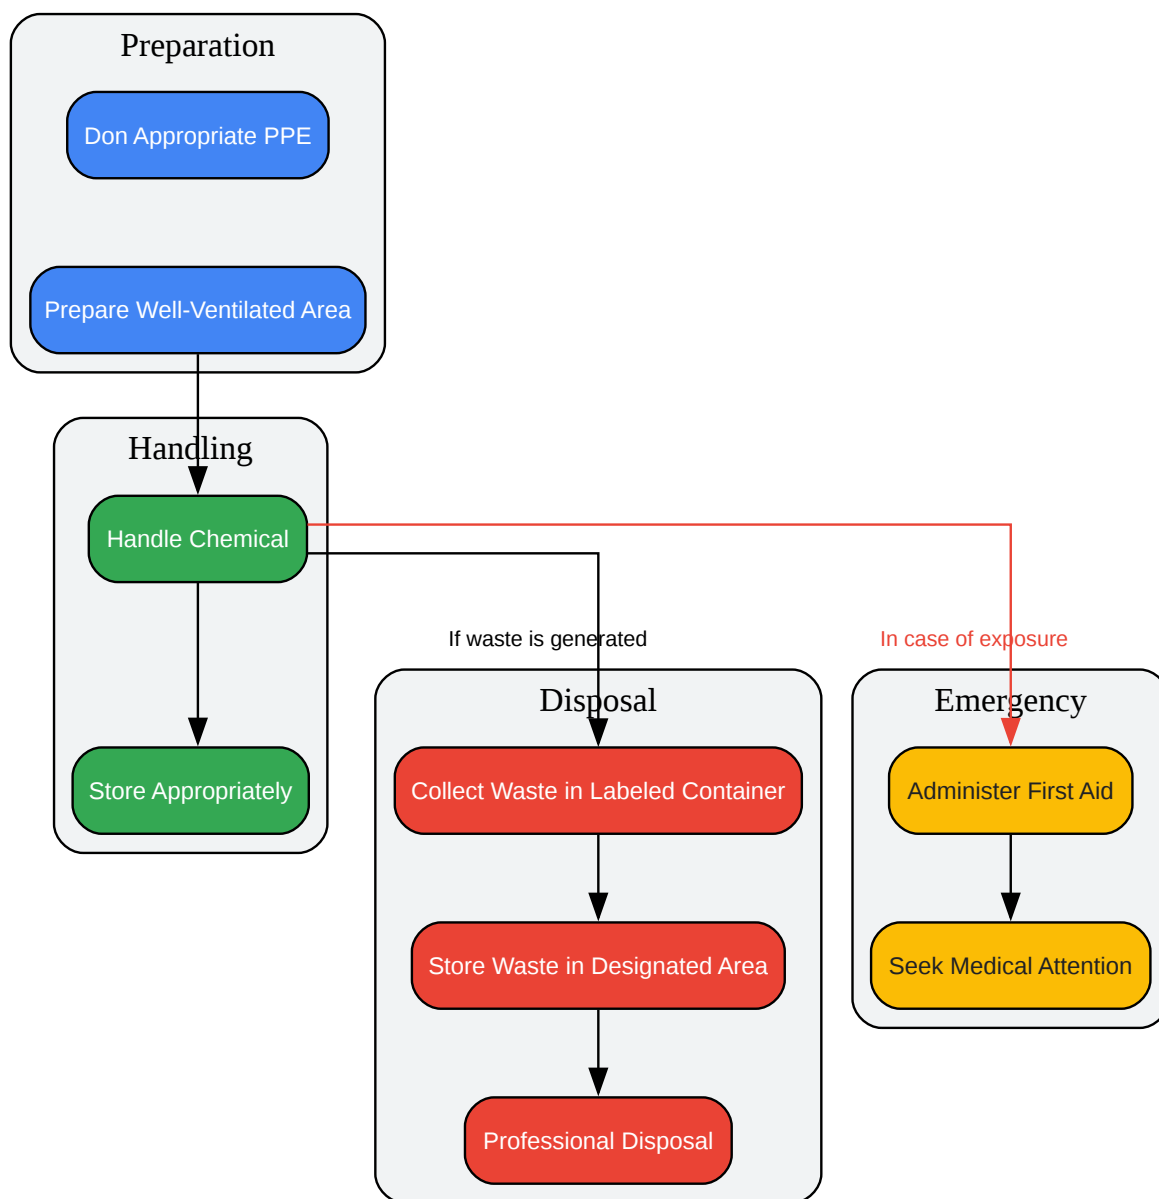 Preparation
Don Appropriate PPE
Prepare Well-Ventilated Area
Handling
Handle Chemical
If waste is generated
In case of exposure
Store Appropriately
Disposal
Collect Waste in Labeled Container
Store Waste in Designated Area
Professional Disposal
Emergency
Administer First Aid
Seek Medical Attention